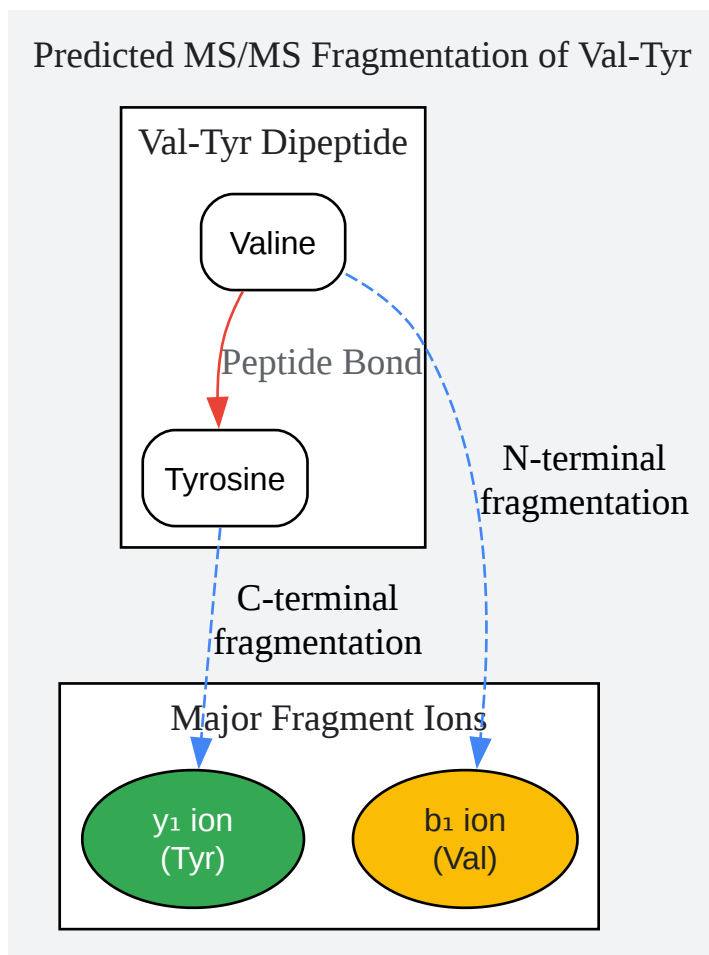 Predicted MS/MS Fragmentation of Val-Tyr
Val-Tyr Dipeptide
Valine
Peptide Bond
Tyrosine
N-terminal
fragmentation
C-terminal
fragmentation
Major Fragment Ions
y₁ ion
(Tyr)
b₁ ion
(Val)